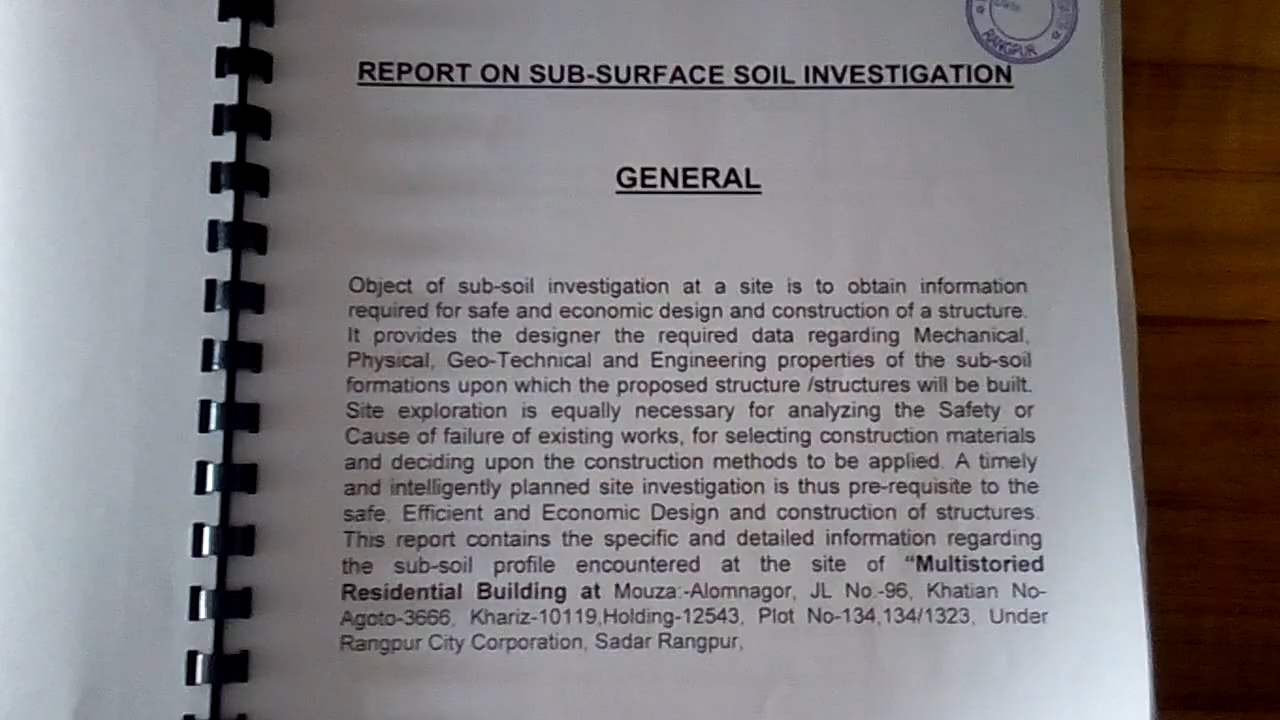 Date
RANGPUR
REPORT ON SUB-SURFACE SOIL INVESTIGATION
GENERAL
Object of sub-soil investigation at a site is to obtain information
required for safe and economic design and construction of a structure.
It provides the designer the required data regarding Mechanical,
Physical, Geo-Technical and Engineering properties of the sub-soil
formations upon which the proposed structure /structures will be built.
Site exploration is equally necessary for analyzing the Safety or
Cause of failure of existing works, for selecting construction materials
and deciding upon the construction methods to be applied. A timely
and intelligently planned site investigation is thus pre-requisite to the
safe, Efficient and Economic Design and construction of structures.
This report contains the specific and detailed information regarding
the sub-soil profile encountered at the site of “Multistoried
Residential Building at Mouza:-Alomnagor, JL No.-96, Khatian No-
Agoto-3666, Khariz-10119,Holding-12543, Plot No-134,134/1323, Under
Rangpur City Corporation, Sadar Rangpur,